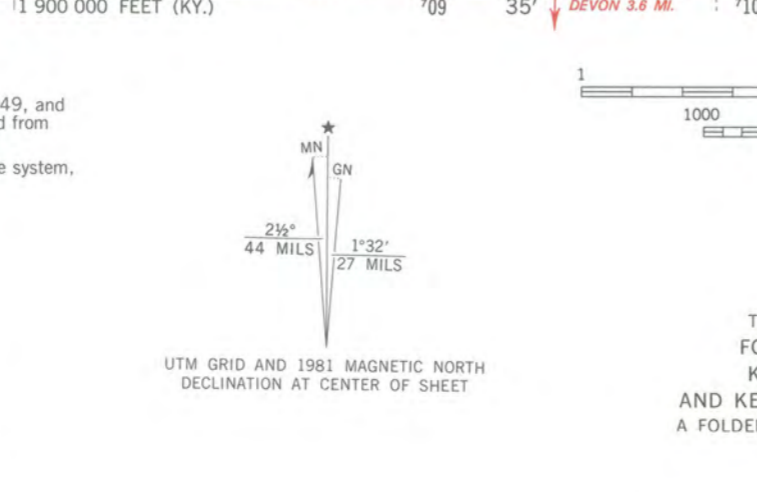 1 900 000 FEET (KY.)
⁷09
35′
DEVON 3.6 MI.
⁷10
49, and
d from
e system,
1
1000
MN
GN
2½°
44 MILS
1°32′
27 MILS
UTM GRID AND 1981 MAGNETIC NORTH
DECLINATION AT CENTER OF SHEET
T
FO
K
AND KE
A FOLDE